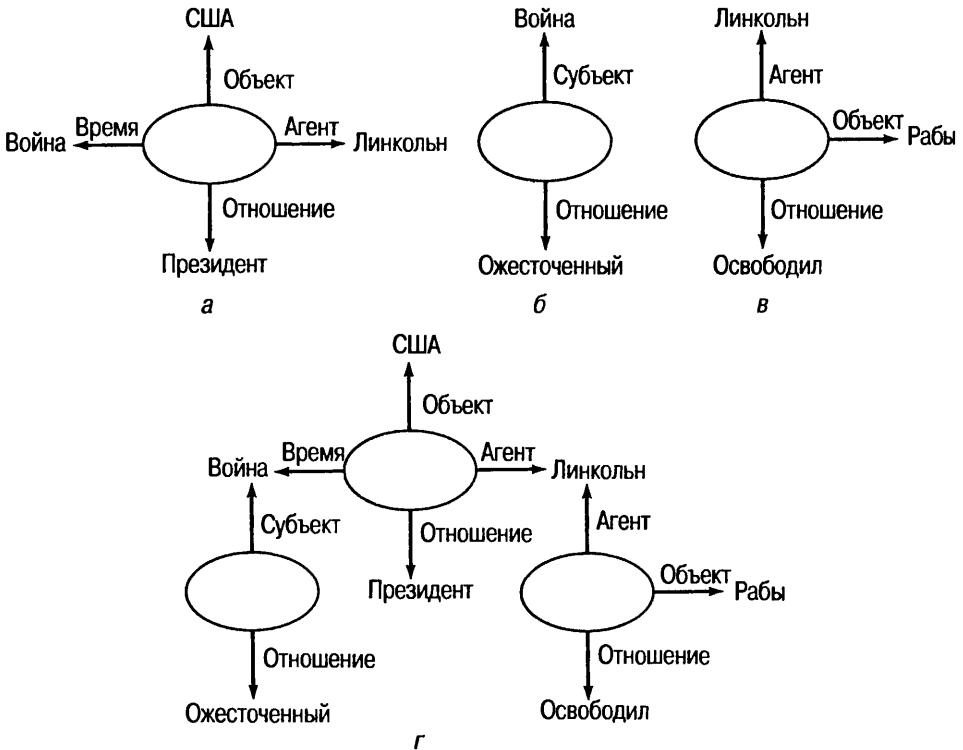 США
Объект
Война
Время
Агент
Линкольн
Отношение
Президент
а
Война
Субъект
Отношение
Ожесточенный
б
Линкольн
Агент
Объект
Рабы
Отношение
Освободил
в
США
Объект
Война
Время
Агент
Линкольн
Отношение
Президент
Субъект
Отношение
Ожесточенный
Агент
Объект
Рабы
Отношение
Освободил
г